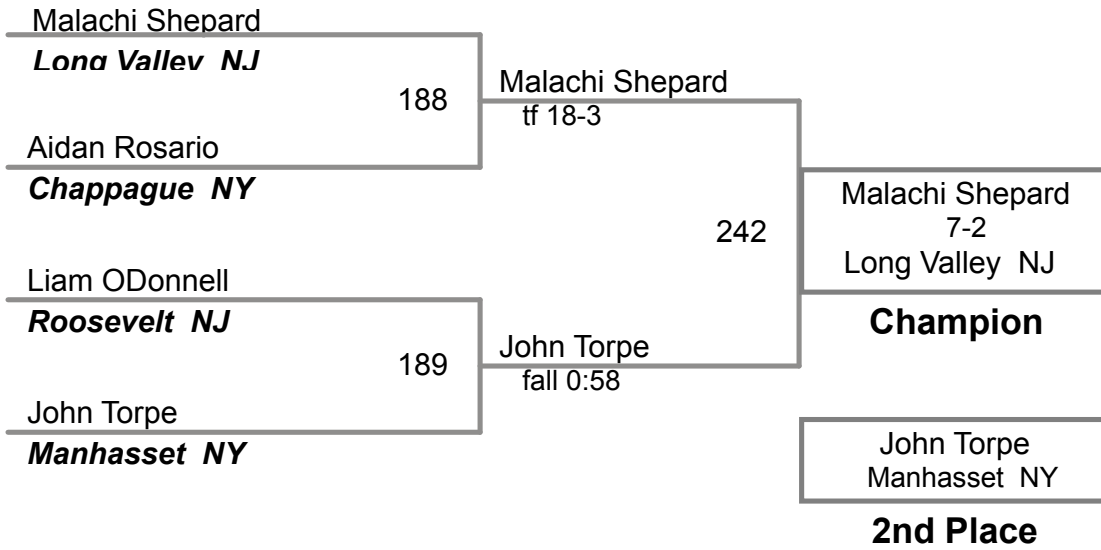 Malachi Shepard
Long Valley NJ
188
Malachi Shepard
tf 18-3
Aidan Rosario
Chappague NY
242
Malachi Shepard
7-2
Long Valley NJ
Champion
Liam ODonnell
Roosevelt NJ
189
John Torpe
fall 0:58
John Torpe
Manhasset NY
John Torpe
Manhasset NY
2nd Place